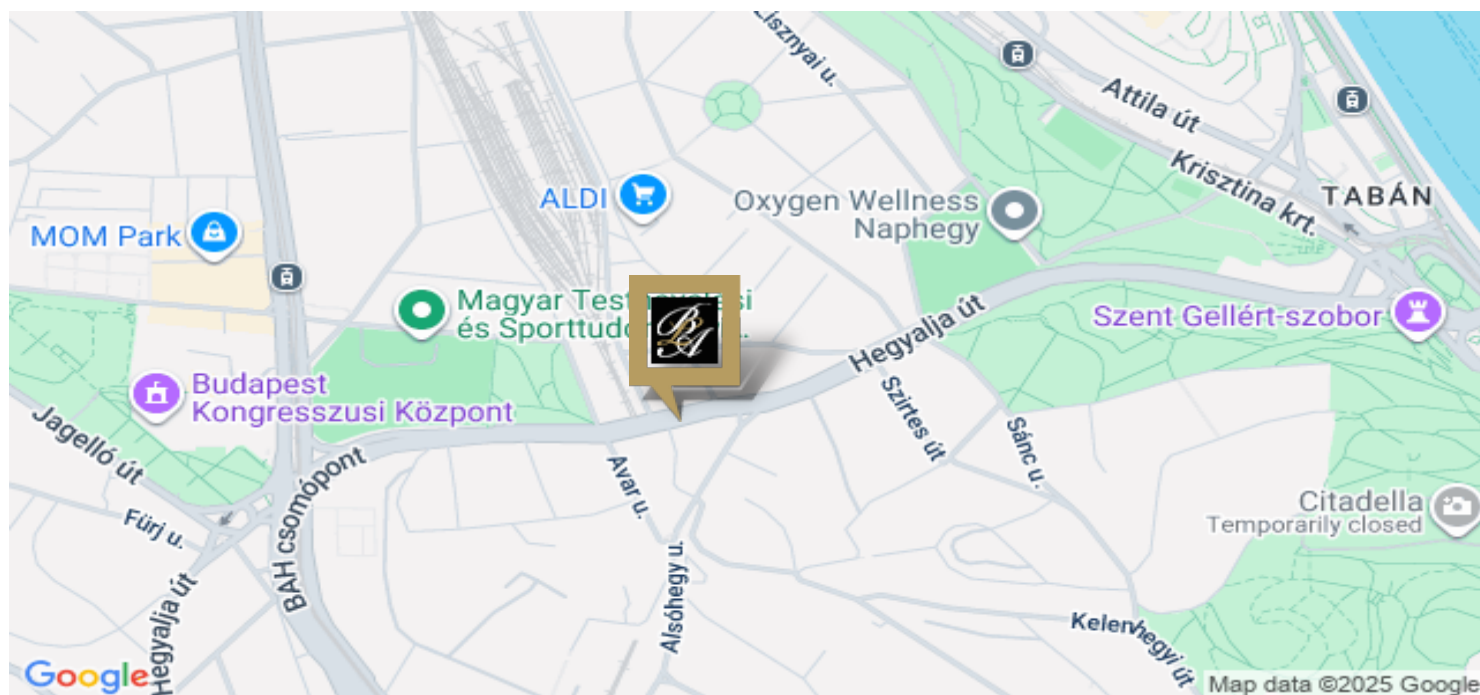 Lisznyai u.
Attila út
Krisztina krt.
TABÁN
ALDI
Oxygen Wellness
Naphegy
MOM Park
Magyar
és
B&A
Szent Gellért-szobor
Hegyalja út
Budapest
Kongresszusi Központ
Jagelló út
Szirtes út
Sánc u.
BAH csomópont
Avar u.
Citadella
Temporarily closed
Fürj u.
Alsóhegy u.
Hegyalja út
Kelenhegyi út
Google
Map data ©2025 Google